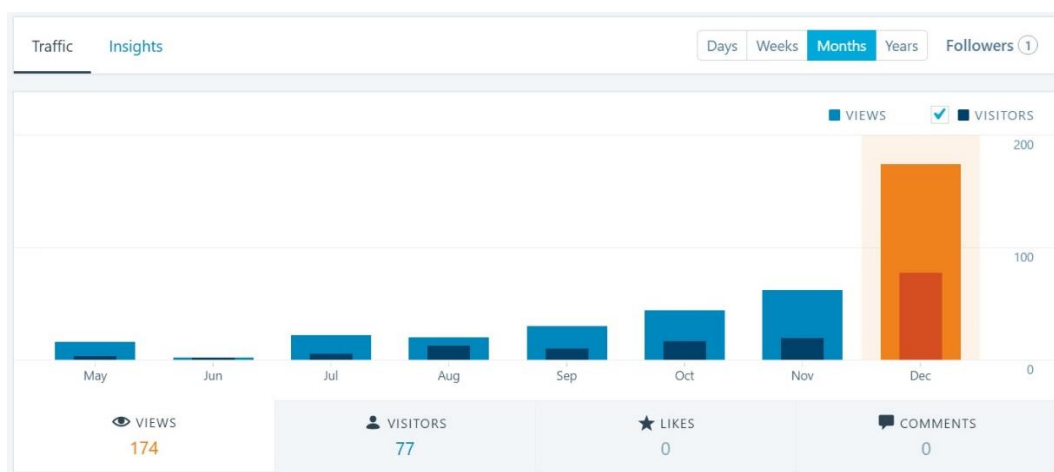 Traffic Insights Days Weeks Months Years Followers 1
VIEWS VISITORS
200
100
0
May Jun Jul Aug Sep Oct Nov Dec
VIEWS VISITORS LIKES COMMENTS
174 77 0 0